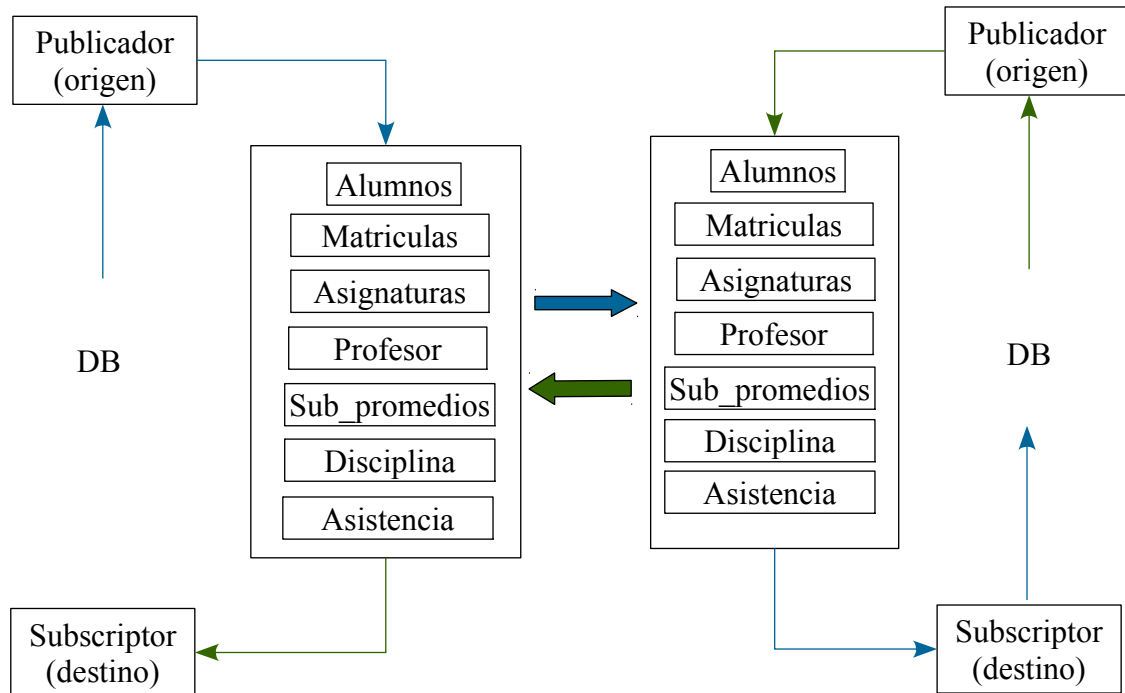 Publicador
(origen)
Publicador
(origen)
Alumnos
Matriculas
Asignaturas
Profesor
Sub_promedios
Disciplina
Asistencia
Alumnos
Matriculas
Asignaturas
Profesor
Sub_promedios
Disciplina
Asistencia
DB
DB
Subscriptor
(destino)
Subscriptor
(destino)